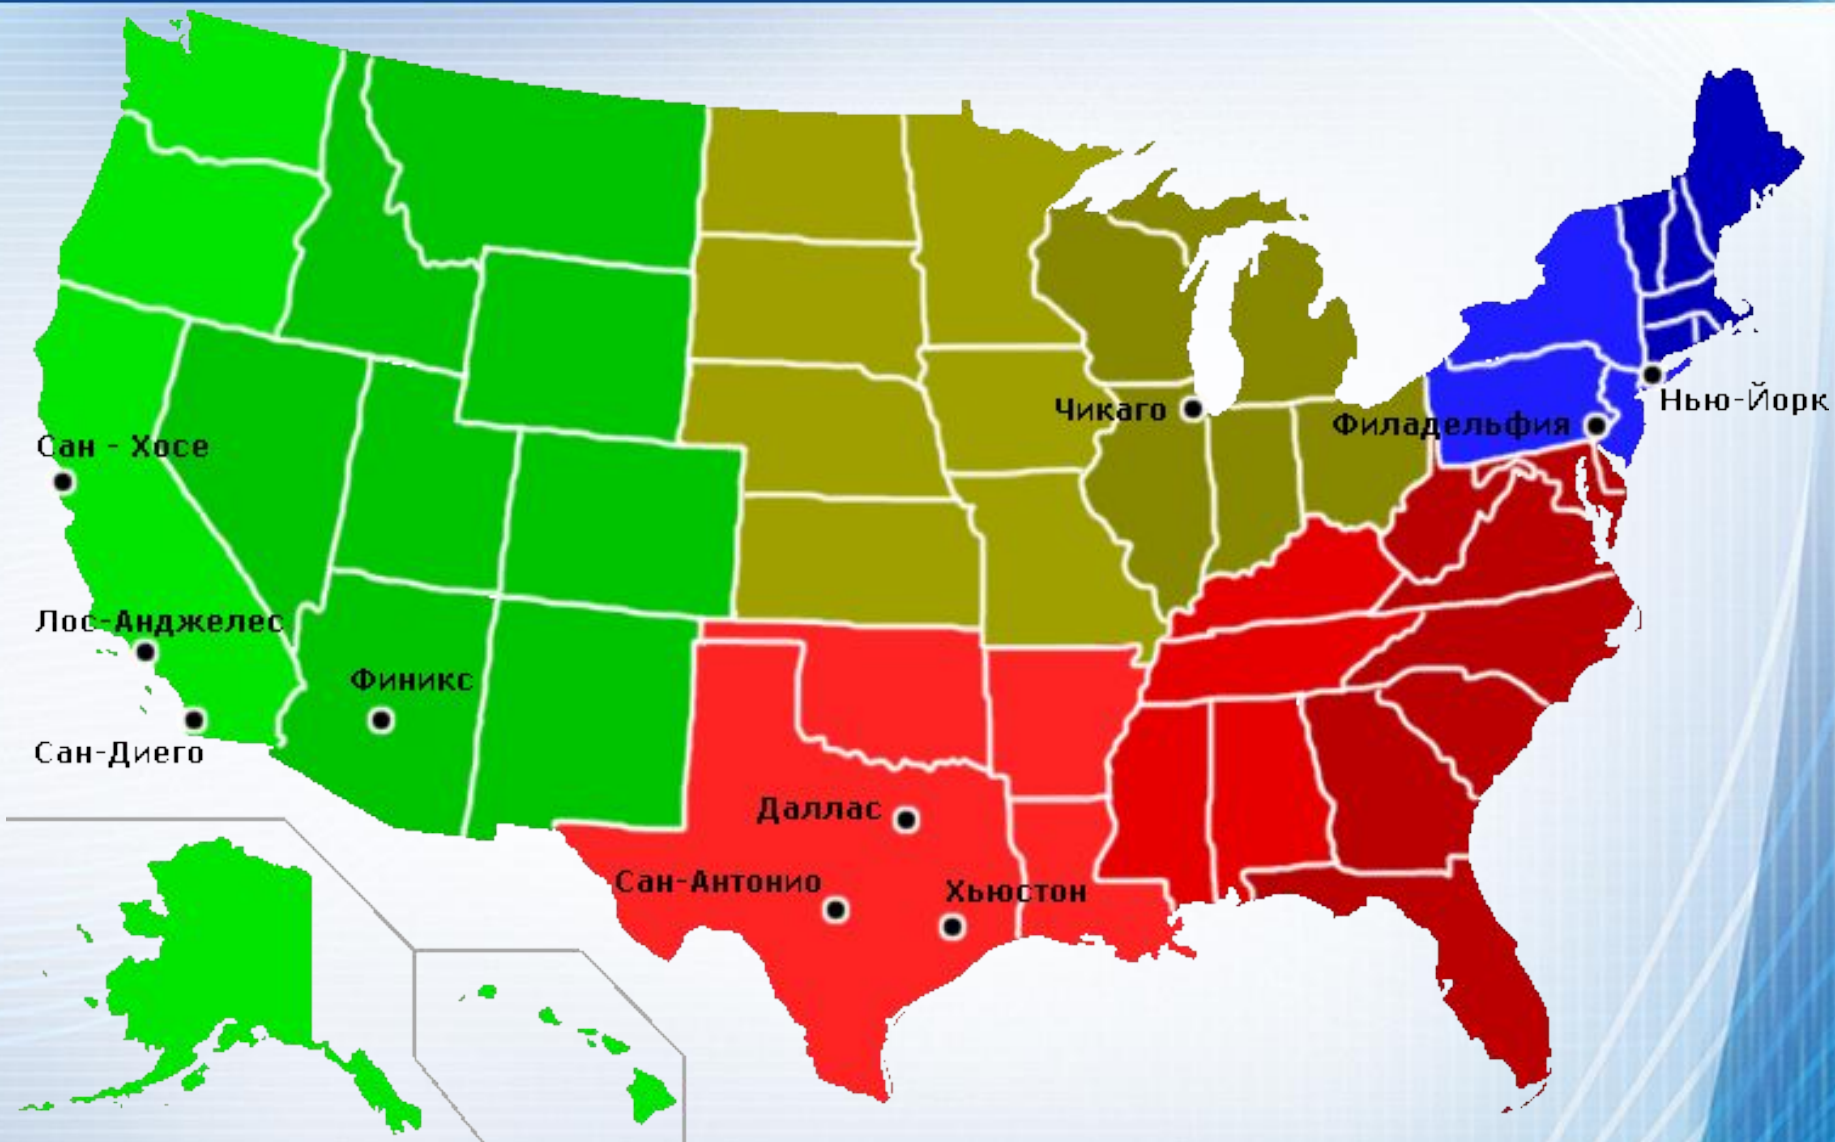 Нью-Йорк
Чикаго
Филадельфия
Сан - Хосе
Лос-Анджелес
Финикс
Сан-Диего
Даллас
Сан-Антонио
Хьюстон